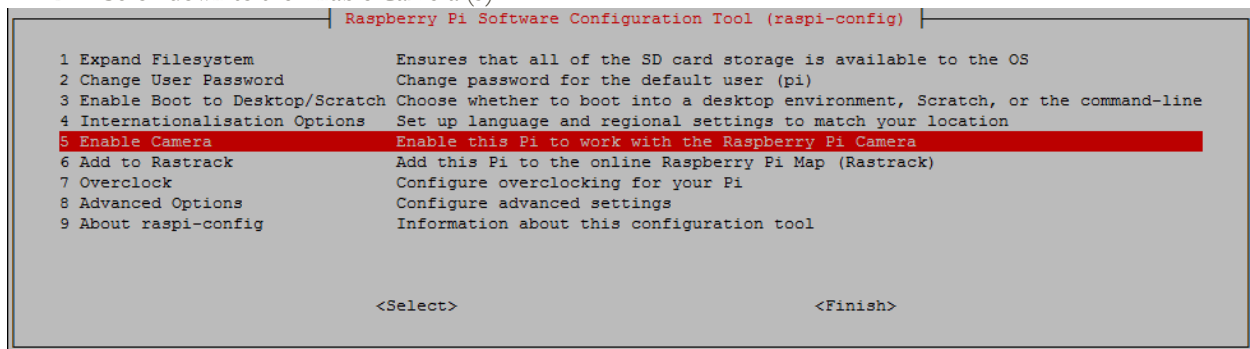 Raspberry Pi Software Configuration Tool (raspi-config)
1 Expand Filesystem Ensures that all of the SD card storage is available to the OS
2 Change User Password Change password for the default user (pi)
3 Enable Boot to Desktop/Scratch Choose whether to boot into a desktop environment, Scratch, or the command-line
4 Internationalisation Options Set up language and regional settings to match your location
5 Enable Camera Enable this Pi to work with the Raspberry Pi Camera
6 Add to Rastrack Add this Pi to the online Raspberry Pi Map (Rastrack)
7 Overclock Configure overclocking for your Pi
8 Advanced Options Configure advanced settings
9 About raspi-config Information about this configuration tool
<Select> <Finish>